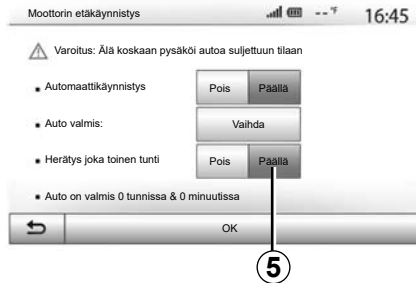 Moottorin etäkäynnistys
--°F
16:45
Varoitus: Älä koskaan pysäköi autoa suljettuun tilaan
Automaattikäynnistys Pois Päällä
Auto valmis: Vaihda
Herätys joka toinen tunti Pois Päällä
Auto on valmis 0 tunnissa & 0 minuutissa
OK
5